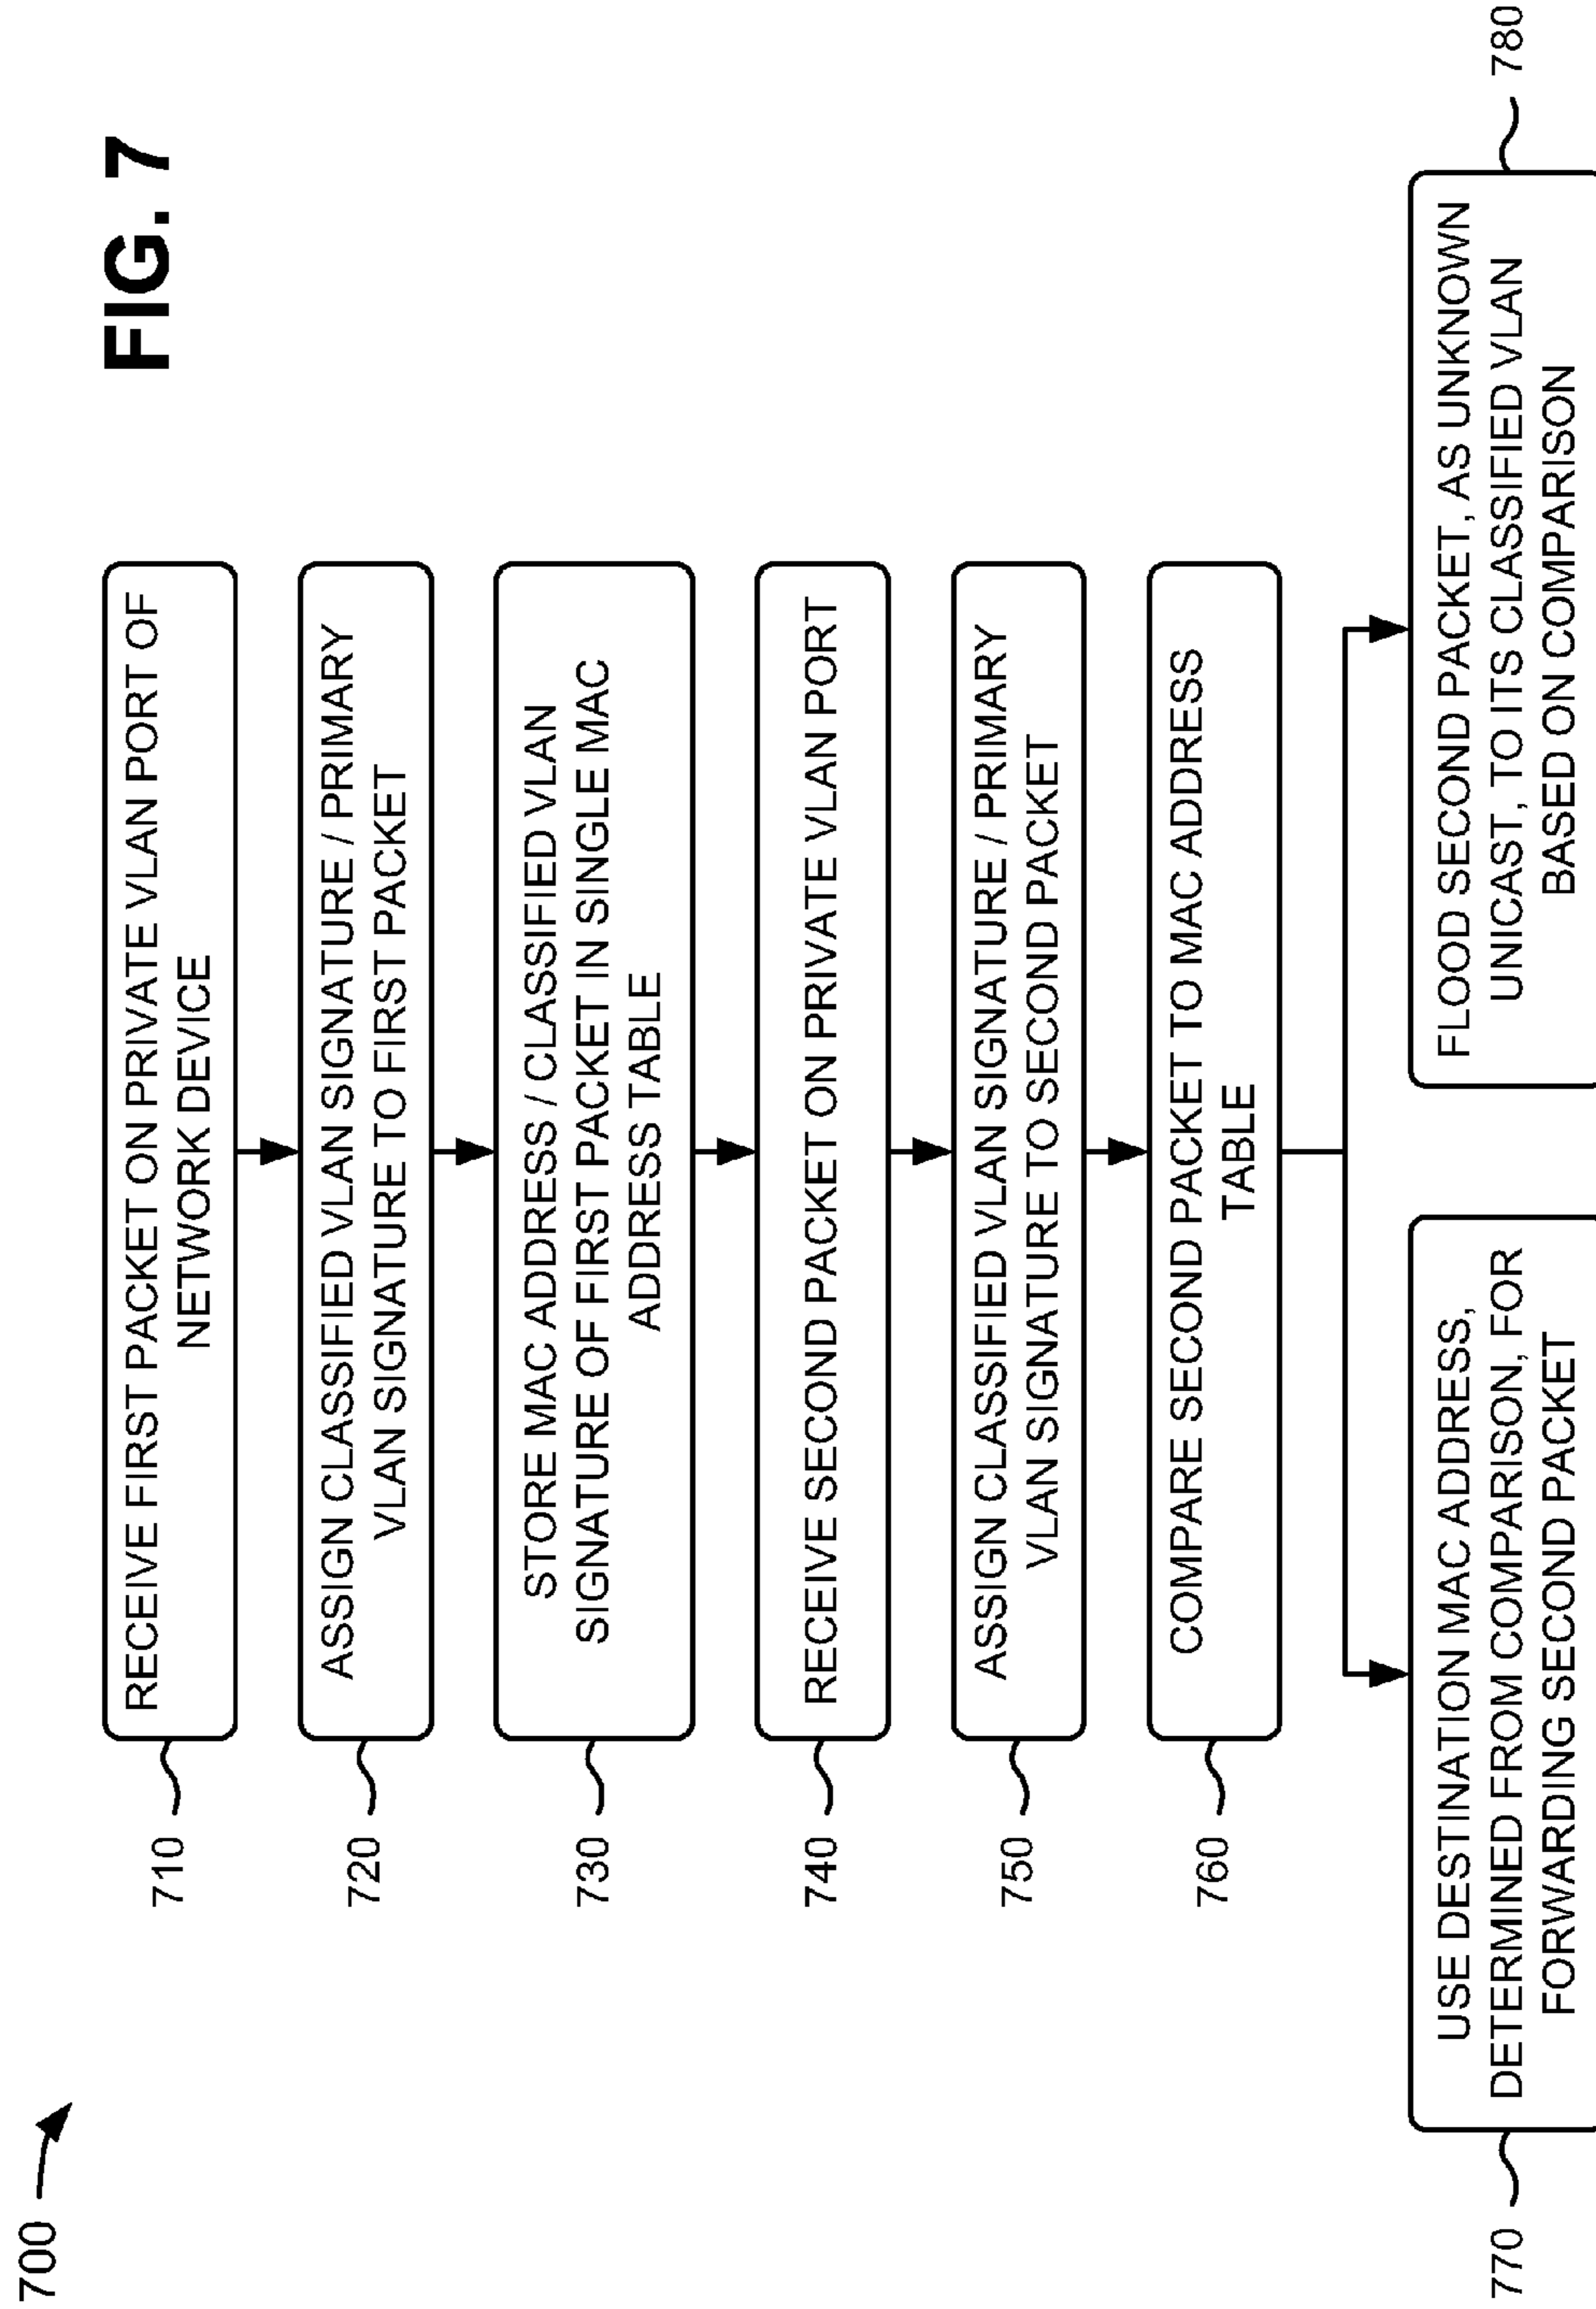 700
FIG. 7
710
RECEIVE FIRST PACKET ON PRIVATE VLAN PORT OF
NETWORK DEVICE
720
ASSIGN CLASSIFIED VLAN SIGNATURE / PRIMARY
VLAN SIGNATURE TO FIRST PACKET
730
STORE MAC ADDRESS / CLASSIFIED VLAN
SIGNATURE OF FIRST PACKET IN SINGLE MAC
ADDRESS TABLE
740
RECEIVE SECOND PACKET ON PRIVATE VLAN PORT
750
ASSIGN CLASSIFIED VLAN SIGNATURE / PRIMARY
VLAN SIGNATURE TO SECOND PACKET
760
COMPARE SECOND PACKET TO MAC ADDRESS
TABLE
770
USE DESTINATION MAC ADDRESS,
DETERMINED FROM COMPARISON, FOR
FORWARDING SECOND PACKET
FLOOD SECOND PACKET, AS UNKNOWN
UNICAST, TO ITS CLASSIFIED VLAN
BASED ON COMPARISON
780